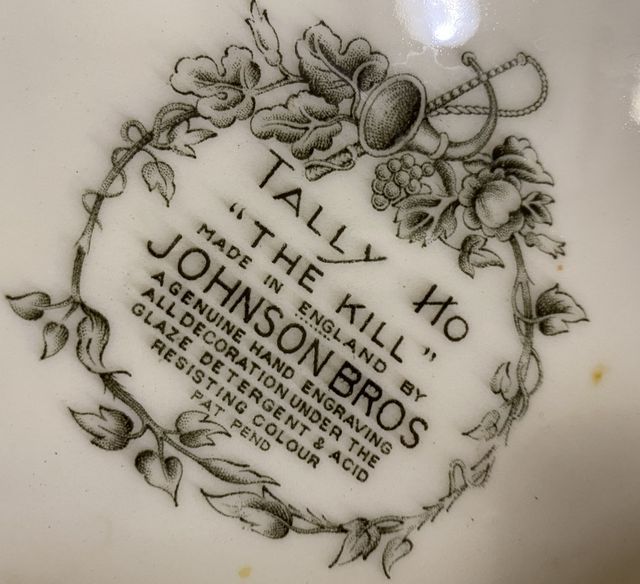 TALLY HO
"THE KILL"
MADE IN ENGLAND BY
JOHNSON BROS
A GENUINE HAND ENGRAVING
ALL DECORATION UNDER THE
GLAZE DETERGENT & ACID
RESISTING COLOUR
PAT PEND